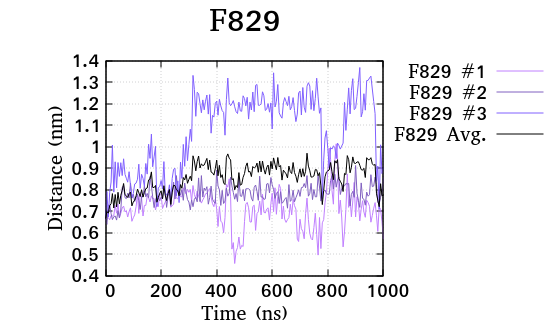 F829
1.4
1.3
1.2
1.1
1
0.9
0.8
0.7
0.6
0.5
0.4
Distance (nm)
0 200 400 600 800 1000
Time (ns)
F829 #1
F829 #2
F829 #3
F829 Avg.